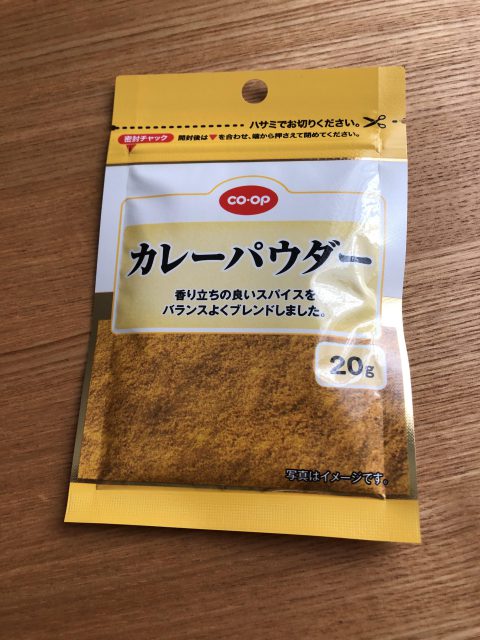 ハサミでお切りください。
密封チャック 開封後は▼を合わせ、端から押さえて閉めてください。
CO·OP
カレーパウダー
香り立ちの良いスパイスを
バランスよくブレンドしました。
20g
写真はイメージです。